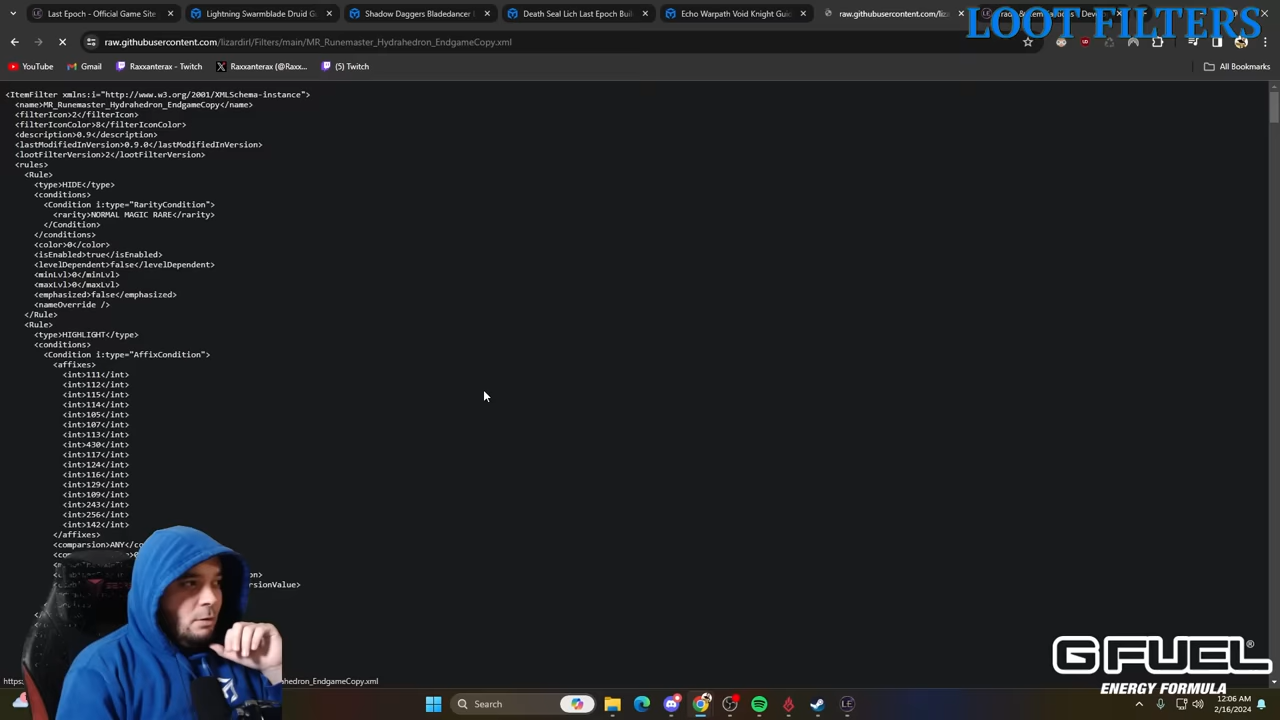 Last Epoch - Official Game Site
Lightning Swarmblade Druid G
Shadow Daggers Bladedancer
Death Seal Lich Last Epoch Buil
Echo Warpath Void Knight Guid
raw.githubusercontent.com/lizar
LOOT FILTERS
raw.githubusercontent.com/lizardirl/Filters/main/MR_Runemaster_Hydrahedron_EndgameCopy.xml
YouTube
Gmail
Raxxanterax - Twitch
Raxxanterax (@Raxx...
(5) Twitch
All Bookmarks
<ItemFilter xmlns:i="http://www.w3.org/2001/XMLSchema-instance">
<name>MR_Runemaster_Hydrahedron_EndgameCopy</name>
<filterIcon>2</filterIcon>
<filterIconColor>8</filterIconColor>
<description>0.9</description>
<lastModifiedInVersion>0.9.0</lastModifiedInVersion>
<lootFilterVersion>2</lootFilterVersion>
<rules>
<Rule>
<type>HIDE</type>
<conditions>
<Condition i:type="RarityCondition">
<rarity>NORMAL MAGIC RARE</rarity>
</Condition>
</conditions>
<color>0</color>
<isEnabled>true</isEnabled>
<levelDependent>false</levelDependent>
<minLvl>0</minLvl>
<maxLvl>0</maxLvl>
<emphasized>false</emphasized>
<nameOverride />
</Rule>
<Rule>
<type>HIGHLIGHT</type>
<conditions>
<Condition i:type="AffixCondition">
<affixes>
<int>111</int>
<int>112</int>
<int>115</int>
<int>114</int>
<int>105</int>
<int>107</int>
<int>113</int>
<int>430</int>
<int>117</int>
<int>124</int>
<int>116</int>
<int>129</int>
<int>109</int>
<int>243</int>
<int>256</int>
<int>142</int>
</affixes>
<comparsion>ANY</co
GFUEL®
ENERGY FORMULA
Search
12:06 AM
2/16/2024